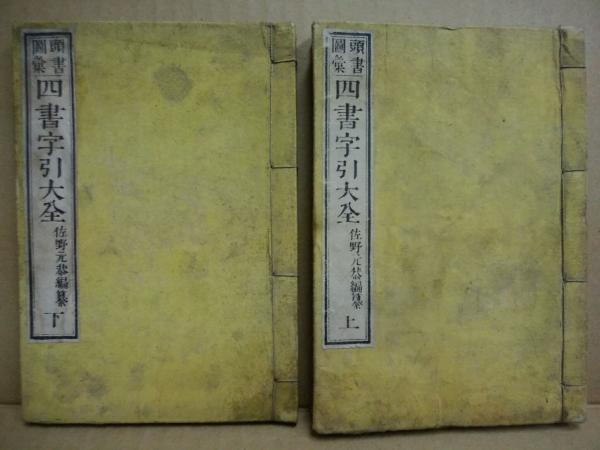 頭書
圖彙
四書字引大全
佐野元恭編纂
上
頭書
圖彙
四書字引大全
佐野元恭編纂
下